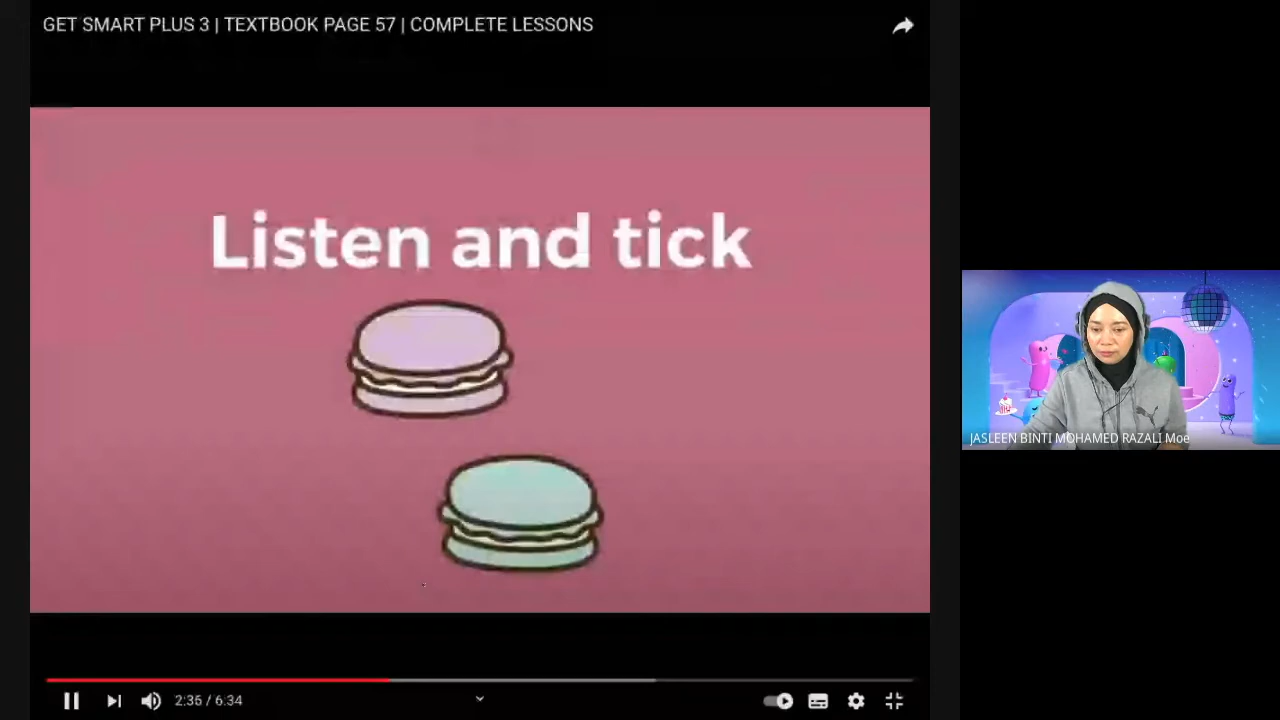 GET SMART PLUS 3 | TEXTBOOK PAGE 57 | COMPLETE LESSONS
Listen and tick
JASLEEN BINTI MOHAMED RAZALI Moe
2:35 / 6:34